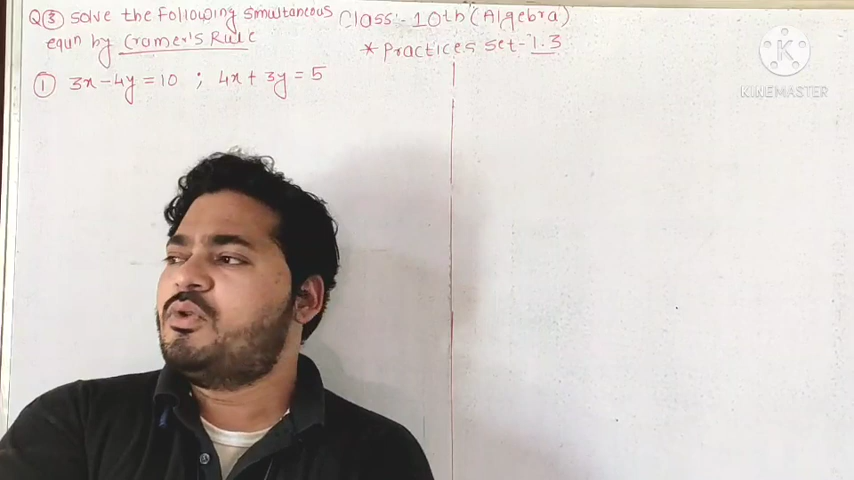 Q③ solve the following simultaneous
equn by Cramer's Rule
Class:- 10th (Algebra)
* Practices set-1.3
① 3x-4y=10 ; 4x+3y=5
K
KINEMASTER